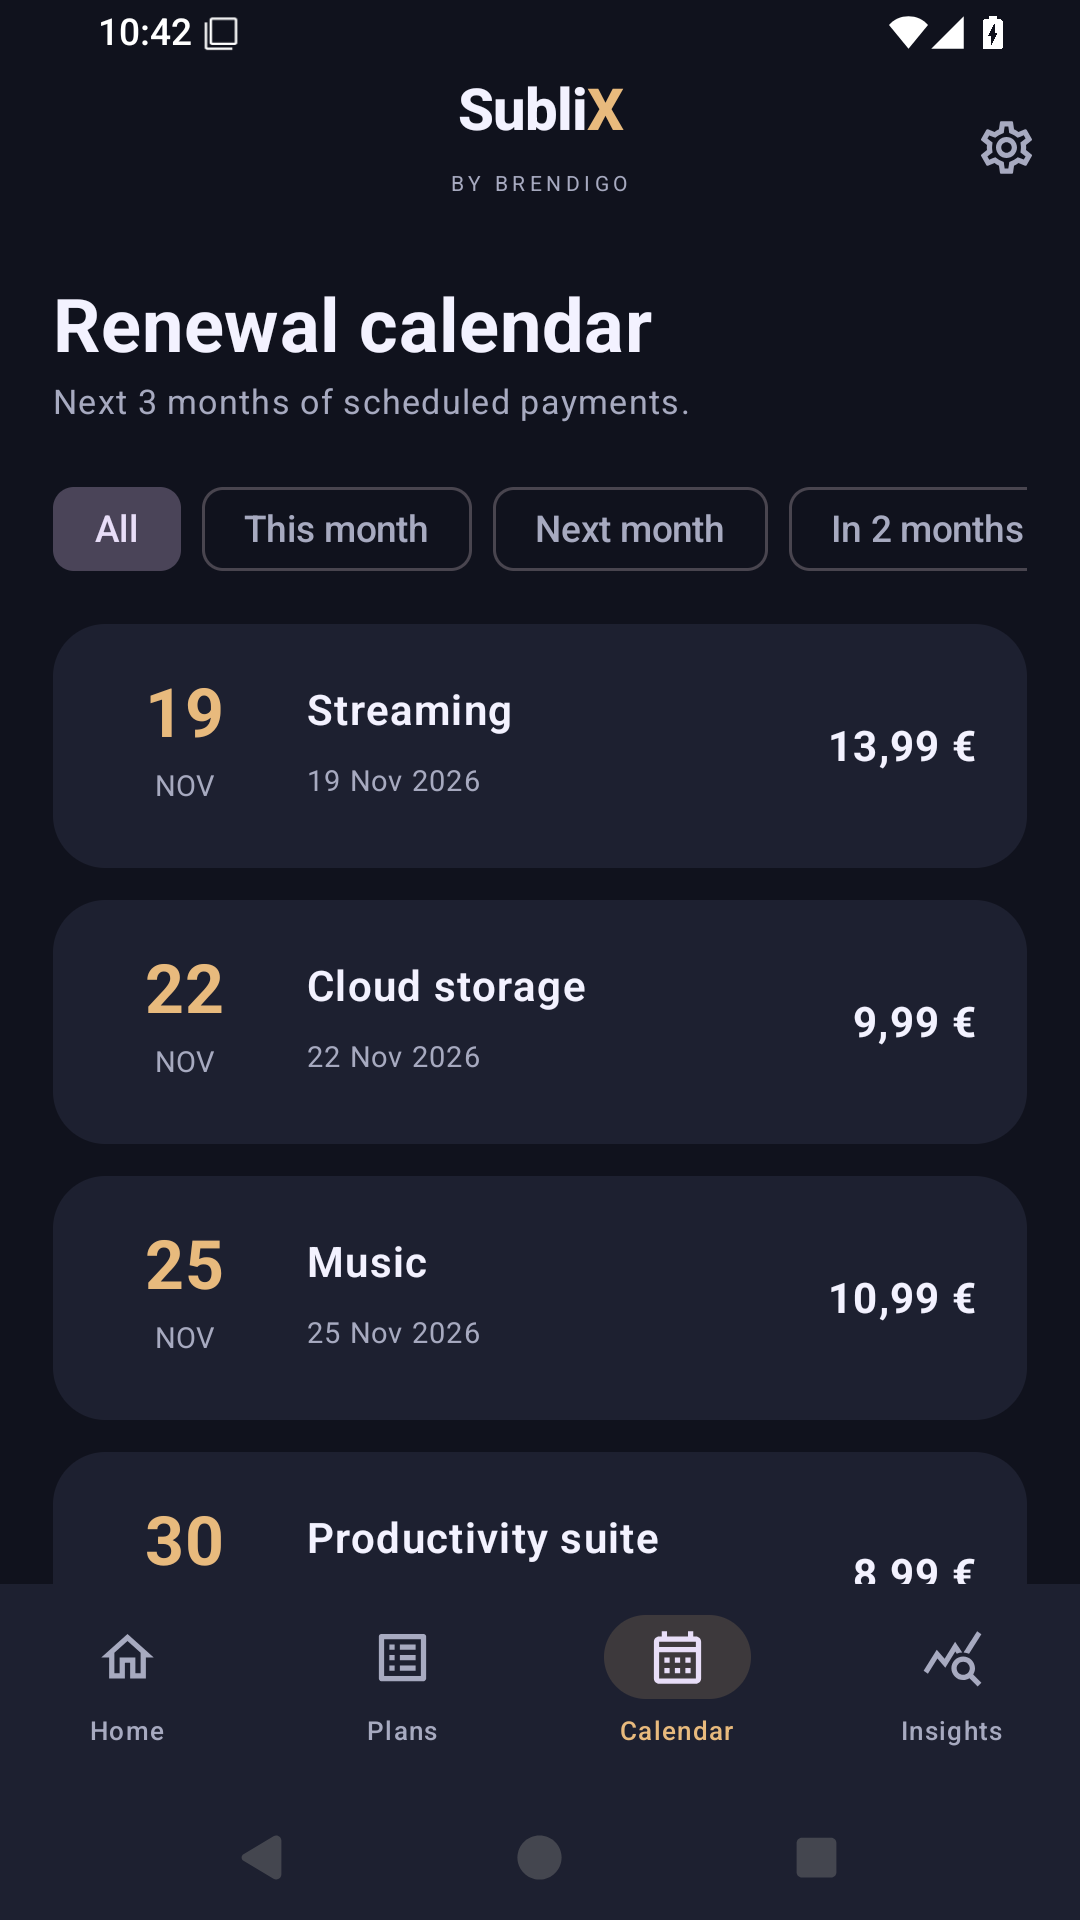 10:42
SubliX
BY BRENDIGO
Renewal calendar
Next 3 months of scheduled payments.
All
This month
Next month
In 2 months
19
NOV
Streaming
19 Nov 2026
13,99 €
22
NOV
Cloud storage
22 Nov 2026
9,99 €
25
NOV
Music
25 Nov 2026
10,99 €
30
Productivity suite
8,99 €
Home
Plans
Calendar
Insights